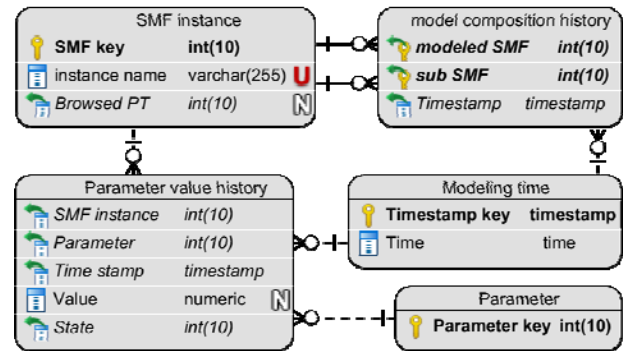 SMF instance
SMF key int(10)
instance name varchar(255) U
Browsed PT int(10) N
model composition history
modeled SMF int(10)
sub SMF int(10)
Timestamp timestamp
Parameter value history
SMF instance int(10)
Parameter int(10)
Time stamp timestamp
Value numeric N
State int(10)
Modeling time
Timestamp key timestamp
Time time
Parameter
Parameter key int(10)